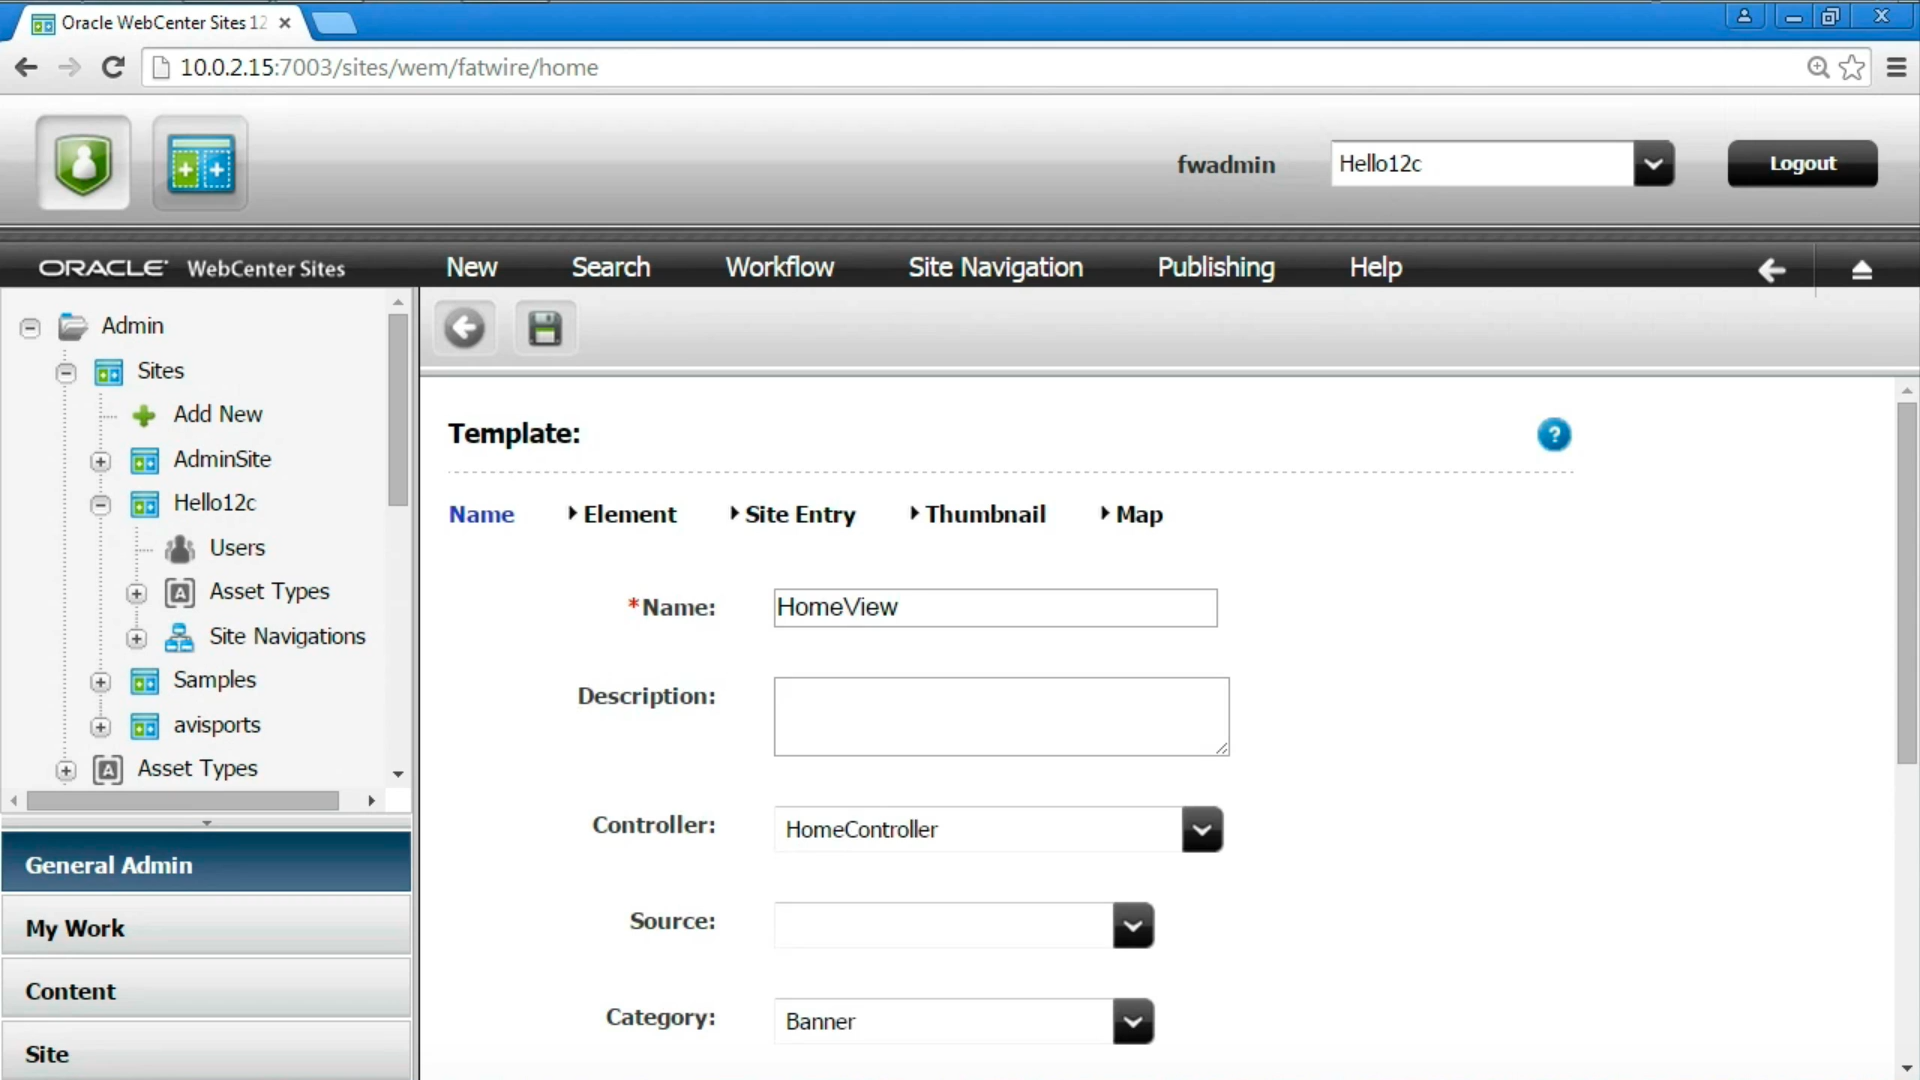 Oracle WebCenter Sites 12
10.0.2.15:7003/sites/wem/fatwire/home
fwadmin
Hello12c
Logout
ORACLE WebCenter Sites
New
Search
Workflow
Site Navigation
Publishing
Help
Admin
Sites
Add New
AdminSite
Hello12c
Users
Asset Types
Site Navigations
Samples
avisports
Asset Types
General Admin
My Work
Content
Site
Template:
Name
Element
Site Entry
Thumbnail
Map
*Name: HomeView
Description:
Controller: HomeController
Source:
Category: Banner